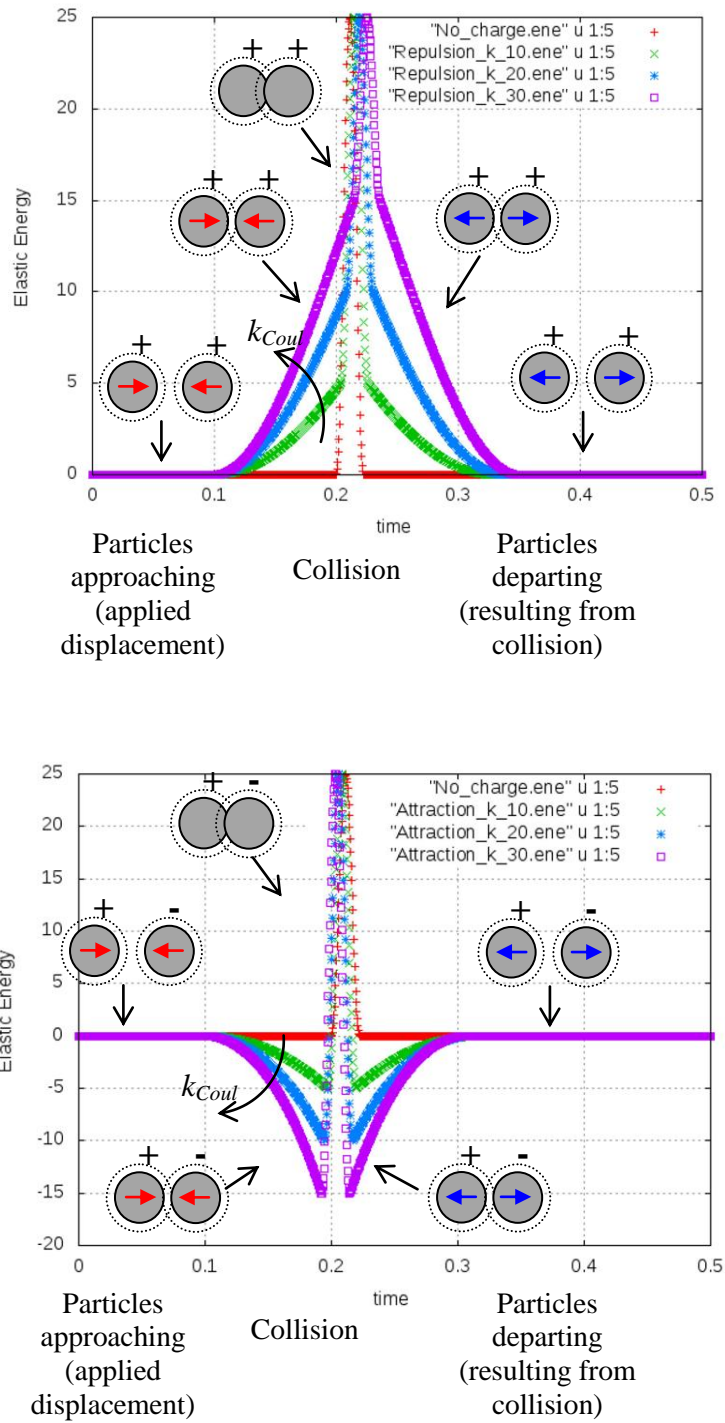 25
20
15
10
5
0
Elastic Energy
"No_charge.ene" u 1:5
"Repulsion_k_10.ene" u 1:5
"Repulsion_k_20.ene" u 1:5
"Repulsion_k_30.ene" u 1:5
+ +
+ +
+ +
+ +
+ +
kCoul
0 0.1 0.2 0.3 0.4 0.5
time
Particles
approaching
(applied
displacement)
Collision
Particles
departing
(resulting from
collision)
25
20
15
10
5
0
-5
-10
-15
-20
Elastic Energy
"No_charge.ene" u 1:5
"Attraction_k_10.ene" u 1:5
"Attraction_k_20.ene" u 1:5
"Attraction_k_30.ene" u 1:5
+ -
+ -
+ -
kCoul
+ -
+ -
0 0.1 0.2 0.3 0.4 0.5
time
Particles
approaching
(applied
displacement)
Collision
Particles
departing
(resulting from
collision)